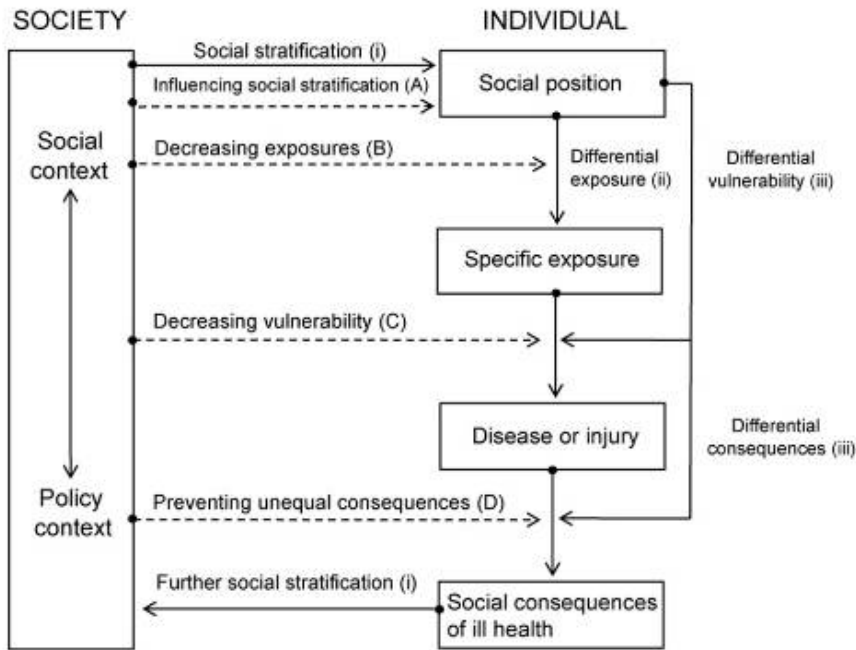 SOCIETY
INDIVIDUAL
Social stratification (i)
Influencing social stratification (A)
Social position
Social
context
Decreasing exposures (B)
Differential
exposure (ii)
Differential
vulnerability (iii)
Specific exposure
Decreasing vulnerability (C)
Disease or injury
Differential
consequences (iii)
Policy
context
Preventing unequal consequences (D)
Further social stratification (i)
Social consequences
of ill health